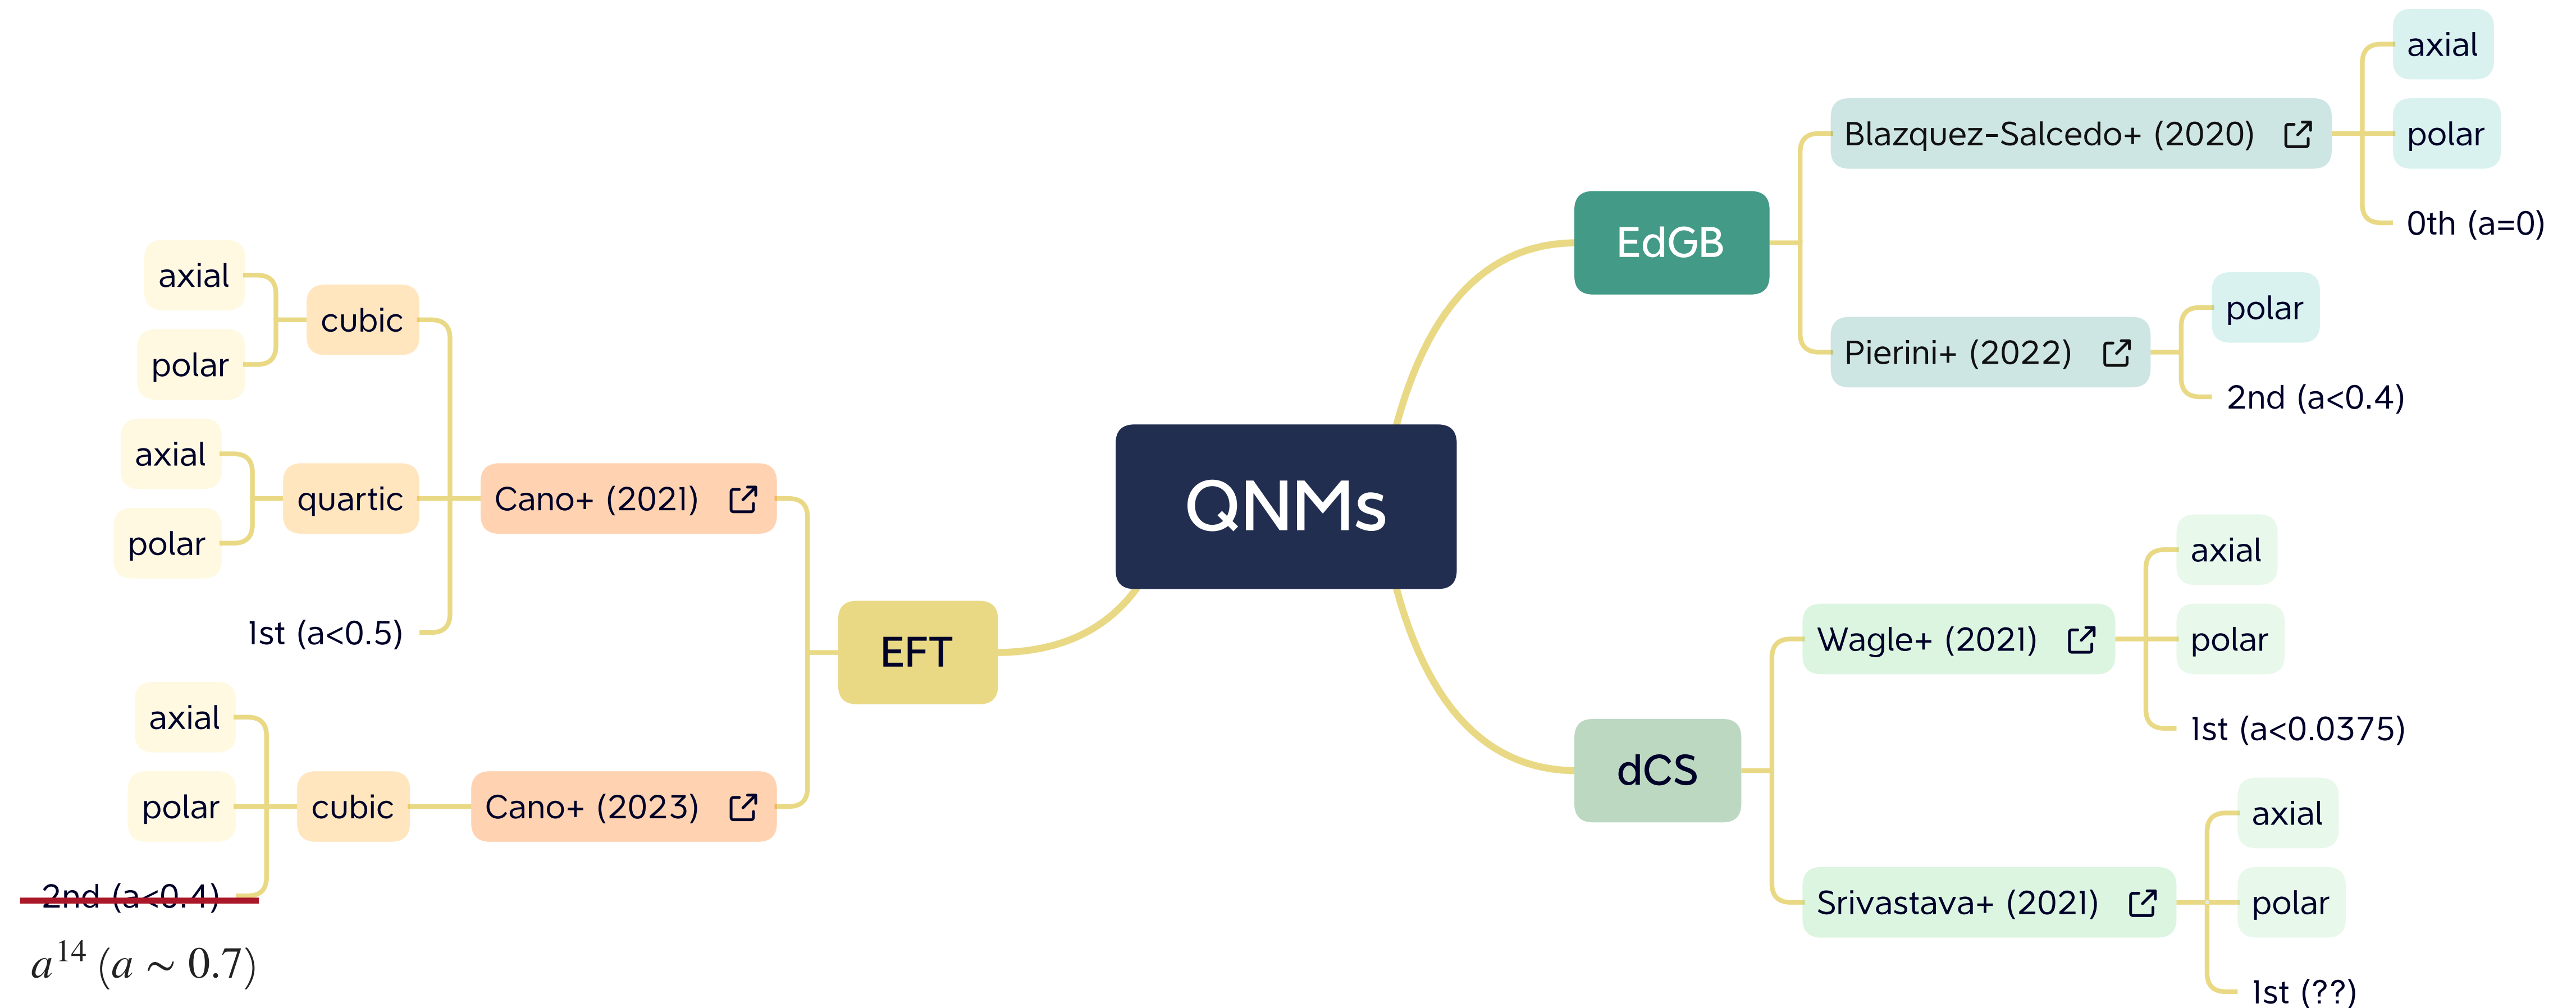 QNMs
EdGB
Blazquez-Salcedo+ (2020)
axial
polar
0th (a=0)
Pierini+ (2022)
polar
2nd (a<0.4)
dCS
Wagle+ (2021)
axial
polar
1st (a<0.0375)
Srivastava+ (2021)
axial
polar
1st (??)
EFT
Cano+ (2021)
cubic
axial
polar
quartic
axial
polar
1st (a<0.5)
Cano+ (2023)
cubic
axial
polar
2nd (a<0.4)
a¹⁴ (a ∼ 0.7)